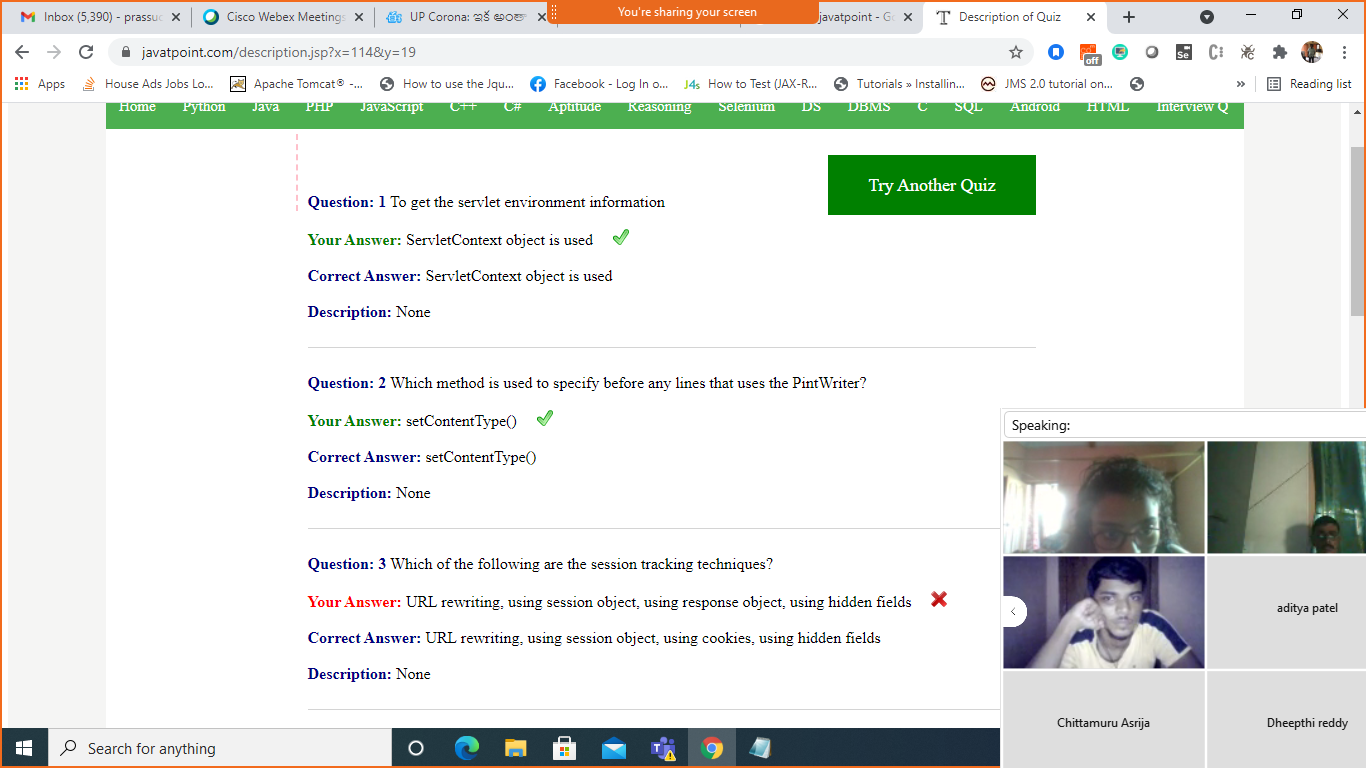 Inbox (5,390) - prassuc
Cisco Webex Meetings
UP Corona: ఇక అంతా
You're sharing your screen
javatpoint - Go
Description of Quiz
javatpoint.com/description.jsp?x=114&y=19
off
Se
Apps
House Ads Jobs Lo...
Apache Tomcat® -...
How to use the Jqu...
Facebook - Log In o...
J4s
How to Test (JAX-R...
Tutorials » Installin...
JMS 2.0 tutorial on...
»
Reading list
Home Python Java PHP JavaScript C++ C# Aptitude Reasoning Selenium DS DBMS C SQL Android HTML Interview Q
Try Another Quiz
Question: 1 To get the servlet environment information
Your Answer: ServletContext object is used
Correct Answer: ServletContext object is used
Description: None
Question: 2 Which method is used to specify before any lines that uses the PintWriter?
Your Answer: setContentType()
Correct Answer: setContentType()
Description: None
Question: 3 Which of the following are the session tracking techniques?
Your Answer: URL rewriting, using session object, using response object, using hidden fields
Correct Answer: URL rewriting, using session object, using cookies, using hidden fields
Description: None
Speaking:
aditya patel
Chittamuru Asrija
Dheepthi reddy
Search for anything